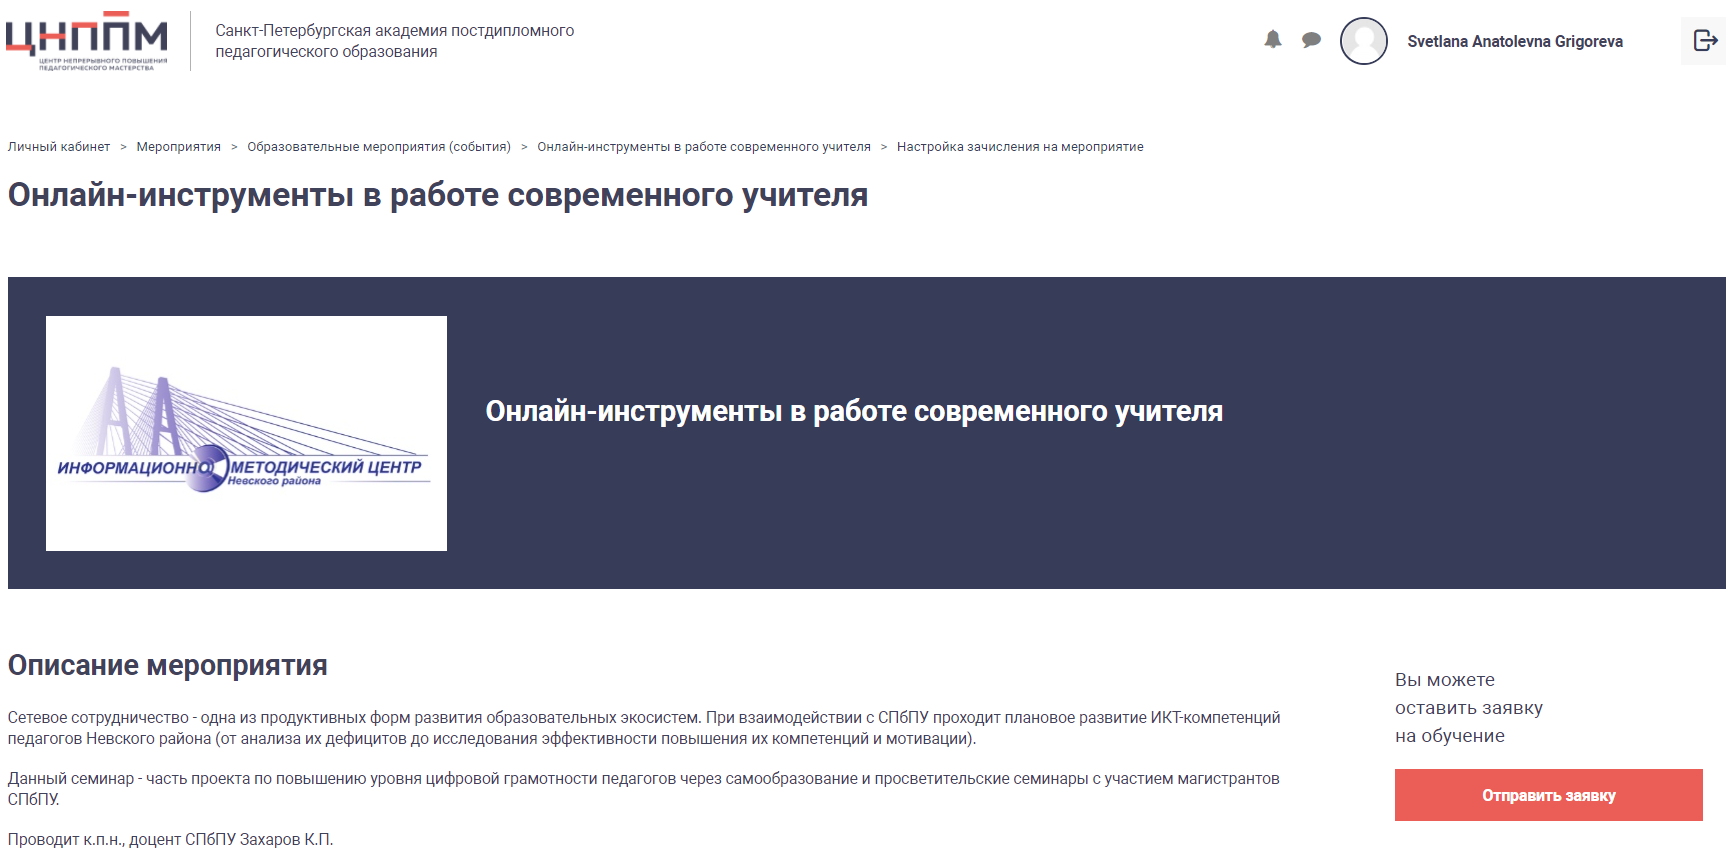 ЦНППМ
ЦЕНТР НЕПРЕРЫВНОГО ПОВЫШЕНИЯ
ПЕДАГОГИЧЕСКОГО МАСТЕРСТВА
Санкт-Петербургская академия постдипломного
педагогического образования
Svetlana Anatolevna Grigoreva
Личный кабинет > Мероприятия > Образовательные мероприятия (события) > Онлайн-инструменты в работе современного учителя > Настройка зачисления на мероприятие
Онлайн-инструменты в работе современного учителя
ИНФОРМАЦИОННО МЕТОДИЧЕСКИЙ ЦЕНТР
Невского района
Онлайн-инструменты в работе современного учителя
Описание мероприятия
Сетевое сотрудничество - одна из продуктивных форм развития образовательных экосистем. При взаимодействии с СПбПУ проходит плановое развитие ИКТ-компетенций
педагогов Невского района (от анализа их дефицитов до исследования эффективности повышения их компетенций и мотивации).
Данный семинар - часть проекта по повышению уровня цифровой грамотности педагогов через самообразование и просветительские семинары с участием магистрантов
СПбПУ.
Проводит к.п.н., доцент СПбПУ Захаров К.П.
Вы можете
оставить заявку
на обучение
Отправить заявку